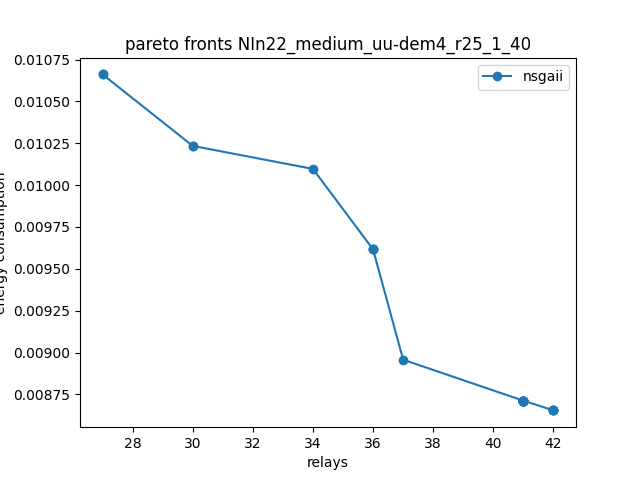 pareto fronts NIn22_medium_uu-dem4_r25_1_40
nsgaii
0.01075
0.01050
0.01025
0.01000
0.00975
0.00950
0.00925
0.00900
0.00875
energy consumption
28 30 32 34 36 38 40 42
relays